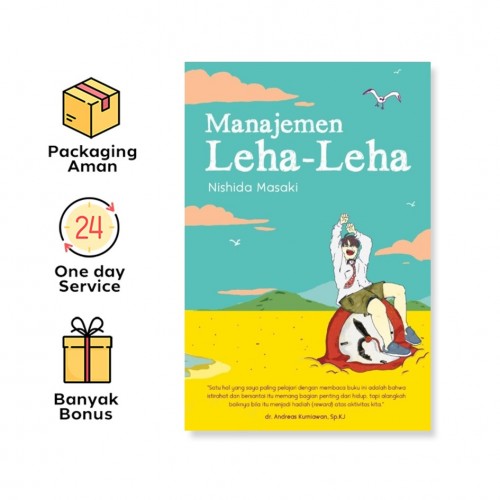 Packaging
Aman
24
One day
Service
Banyak
Bonus
Manajemen
Leha-Leha
Nishida Masaki
"Satu hal yang saya paling pelajari dengan membaca buku ini adalah bahwa
istirahat dan bersantai itu memang bagian penting dari hidup, tapi alangkah
baiknya bila itu menjadi hadiah (reward) atas aktivitas kita."
dr. Andreas Kurniawan, Sp.KJ